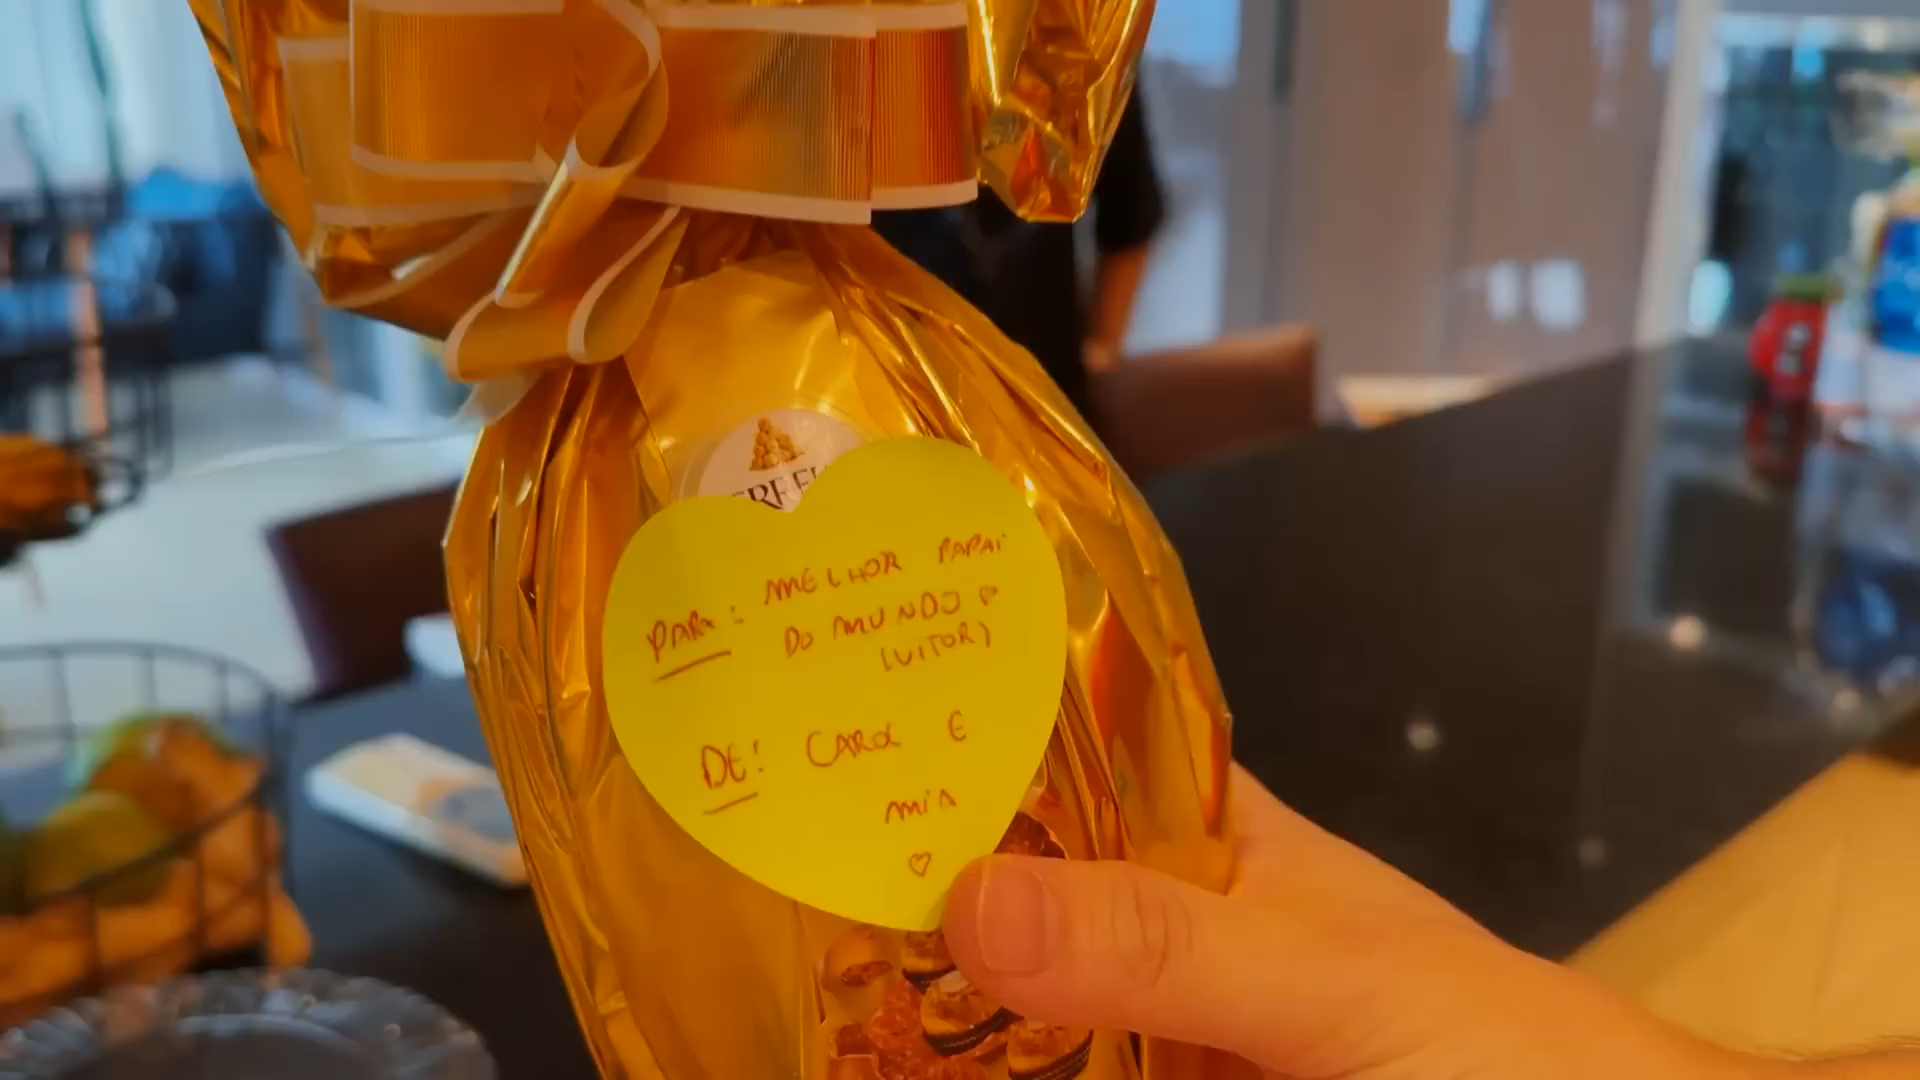 PARA: MELHOR PAPAI
DO MUNDO ♡
(VITOR)
DE: CAROL E
MIA
♡